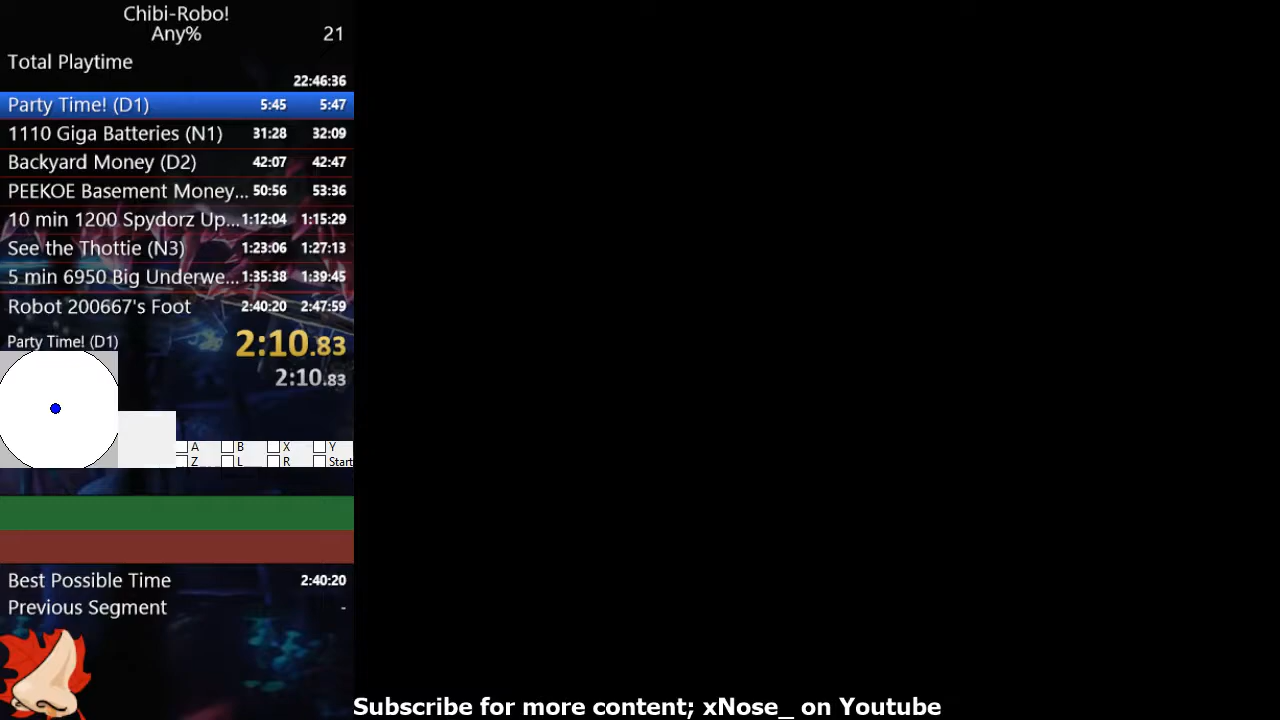 Chibi-Robo!
Any% 21
Total Playtime
22:46:36
Party Time! (D1) 5:45 5:47
1110 Giga Batteries (N1) 31:28 32:09
Backyard Money (D2) 42:07 42:47
PEEKOE Basement Money... 50:56 53:36
10 min 1200 Spydorz Up... 1:12:04 1:15:29
See the Thottie (N3) 1:23:06 1:27:13
5 min 6950 Big Underwe... 1:35:38 1:39:45
Robot 200667's Foot 2:40:20 2:47:59
Party Time! (D1) 2:10.83
2:10.83
A B X Y
Z L R Start
Best Possible Time 2:40:20
Previous Segment -
Subscribe for more content; xNose_ on Youtube